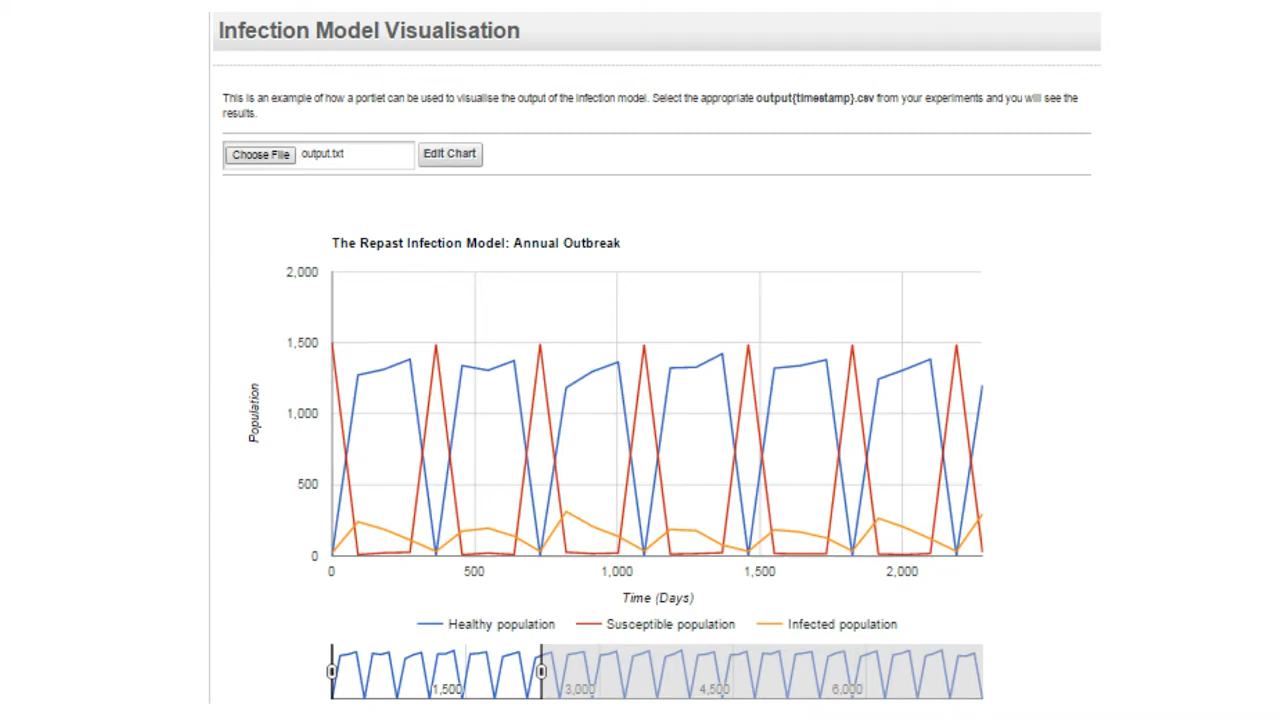 Infection Model Visualisation
This is an example of how a portlet can be used to visualise the output of the infection model. Select the appropriate output{timestamp}.csv from your experiments and you will see the
results.
Choose File output.txt Edit Chart
The Repast Infection Model: Annual Outbreak
2,000
1,500
1,000
500
0
Population
0 500 1,000 1,500 2,000
Time (Days)
Healthy population Susceptible population Infected population
1,500 3,000 4,500 6,000